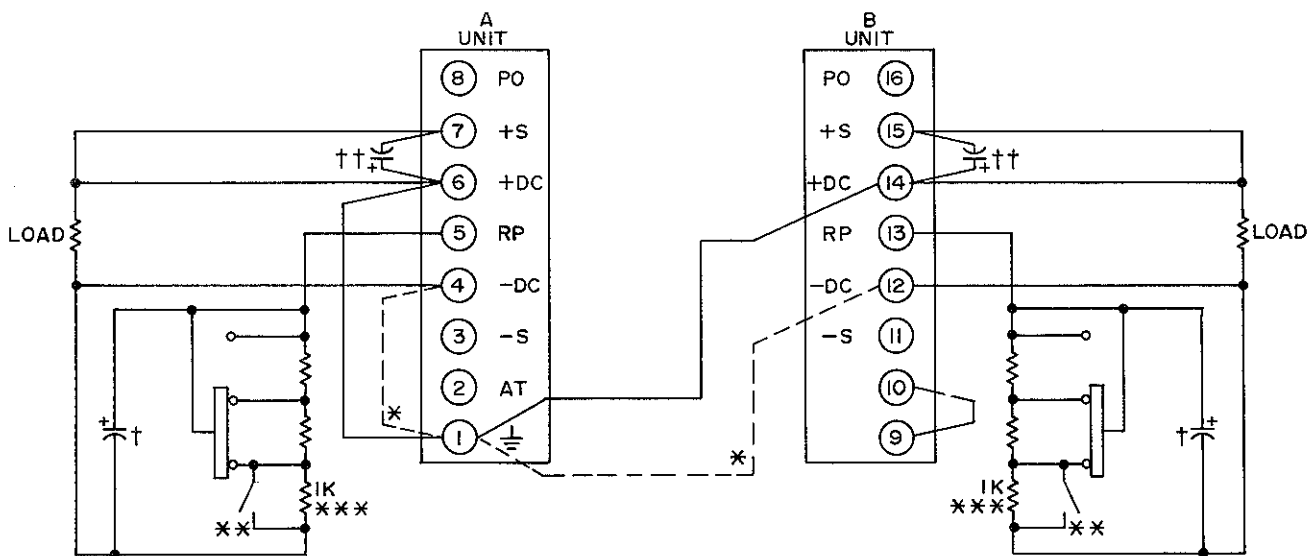 A
UNIT
8 PO
7 +S
††
+
6 +DC
5 RP
4 -DC
3 -S
2 AT
1
LOAD
+
†
*
**
1K
***
B
UNIT
PO 16
+S 15
††
+
+DC 14
RP 13
-DC 12
-S 11
10
9
LOAD
*
1K
***
**
†
+